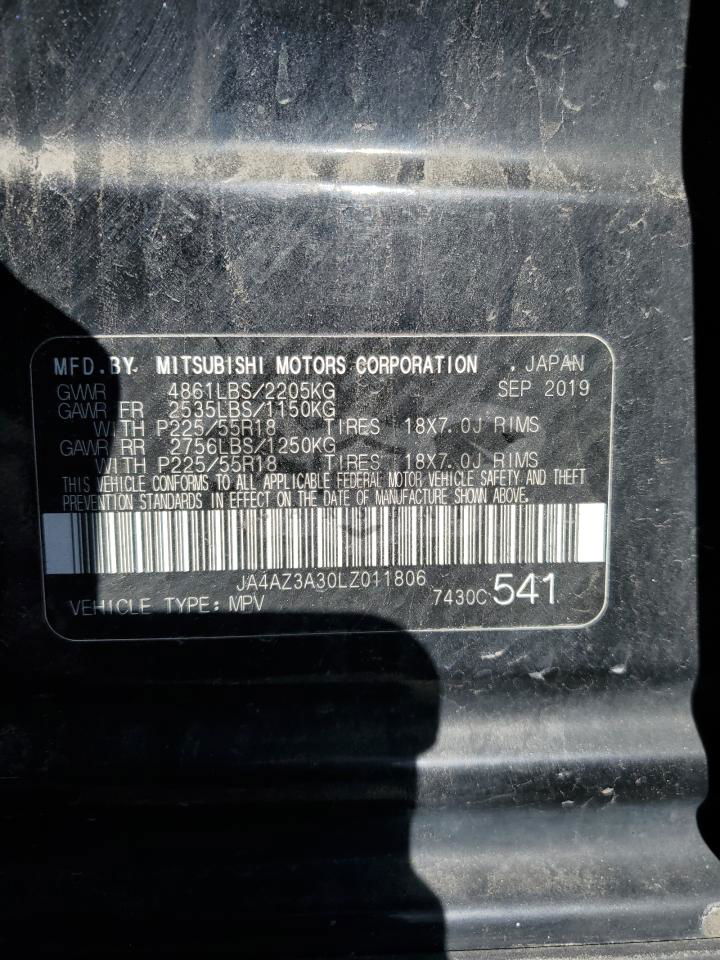 MFD.BY. MITSUBISHI MOTORS CORPORATION . JAPAN
GVWR 4861LBS/2205KG SEP 2019
GAWR FR 2535LBS/1150KG
WITH P225/55R18 TIRES 18X7.0J RIMS
GAWR RR 2756LBS/1250KG
WITH P225/55R18 TIRES 18X7.0J RIMS
THIS VEHICLE CONFORMS TO ALL APPLICABLE FEDERAL MOTOR VEHICLE SAFETY AND THEFT
PREVENTION STANDARDS IN EFFECT ON THE DATE OF MANUFACTURE SHOWN ABOVE.
JA4AZ3A30LZ011806
VEHICLE TYPE: MPV 7430C 541